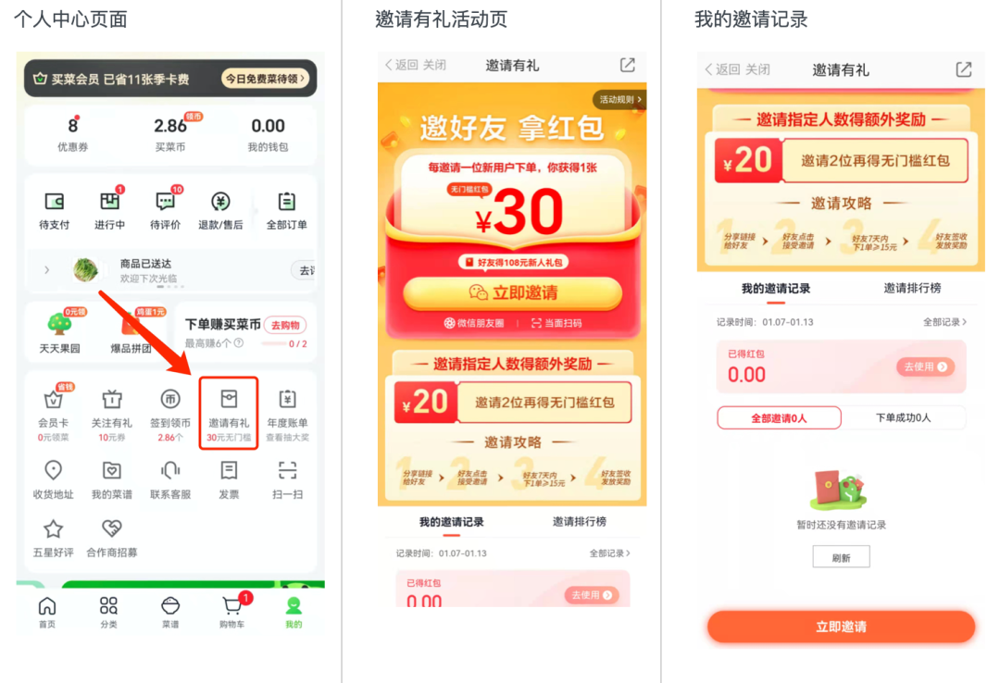 个人中心页面
买菜会员 已省11张季卡费
今日免费菜待领
8
优惠券
2.86
领币
买菜币
0.00
我的钱包
待支付
1
进行中
10
待评价
退款/售后
全部订单
商品已送达
欢迎下次光临
0元领
天天果园
鸡蛋1元
爆品拼团
下单赚买菜币
去购物
最高赚6个
0 / 2
省钱
会员卡
0元领菜
关注有礼
10元券
签到领币
2.86个
邀请有礼
30元无门槛
年度账单
查看抽大奖
收货地址
我的菜谱
联系客服
发票
扫一扫
五星好评
合作商招募
首页
分类
菜谱
1
购物车
我的
邀请有礼活动页
返回 关闭
邀请有礼
活动规则
邀好友 拿红包
每邀请一位新用户下单，你获得1张
无门槛红包
¥30
好友得108元新人礼包
立即邀请
微信朋友圈
当面扫码
邀请指定人数得额外奖励
¥20
邀请2位再得无门槛红包
邀请攻略
1 分享链接给好友
2 好友点击接受邀请
3 好友7天内下1单≥15元
4 好友签收发放奖励
我的邀请记录
邀请排行榜
记录时间：01.07-01.13
全部记录
已得红包
0.00
去使用
我的邀请记录
返回 关闭
邀请有礼
邀请指定人数得额外奖励
¥20
邀请2位再得无门槛红包
邀请攻略
1 分享链接给好友
2 好友点击接受邀请
3 好友7天内下1单≥15元
4 好友签收发放奖励
我的邀请记录
邀请排行榜
记录时间：01.07-01.13
全部记录
已得红包
0.00
去使用
全部邀请0人
下单成功0人
暂时还没有邀请记录
刷新
立即邀请